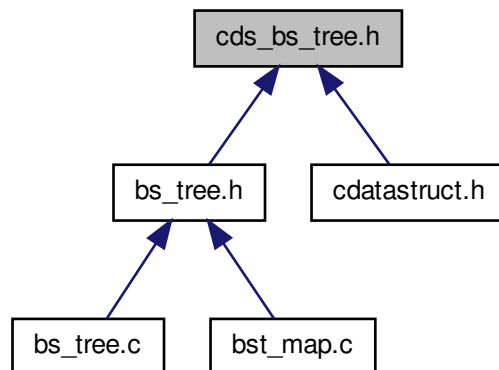 cds_bs_tree.h
bs_tree.h
cdatastruct.h
bs_tree.c
bst_map.c